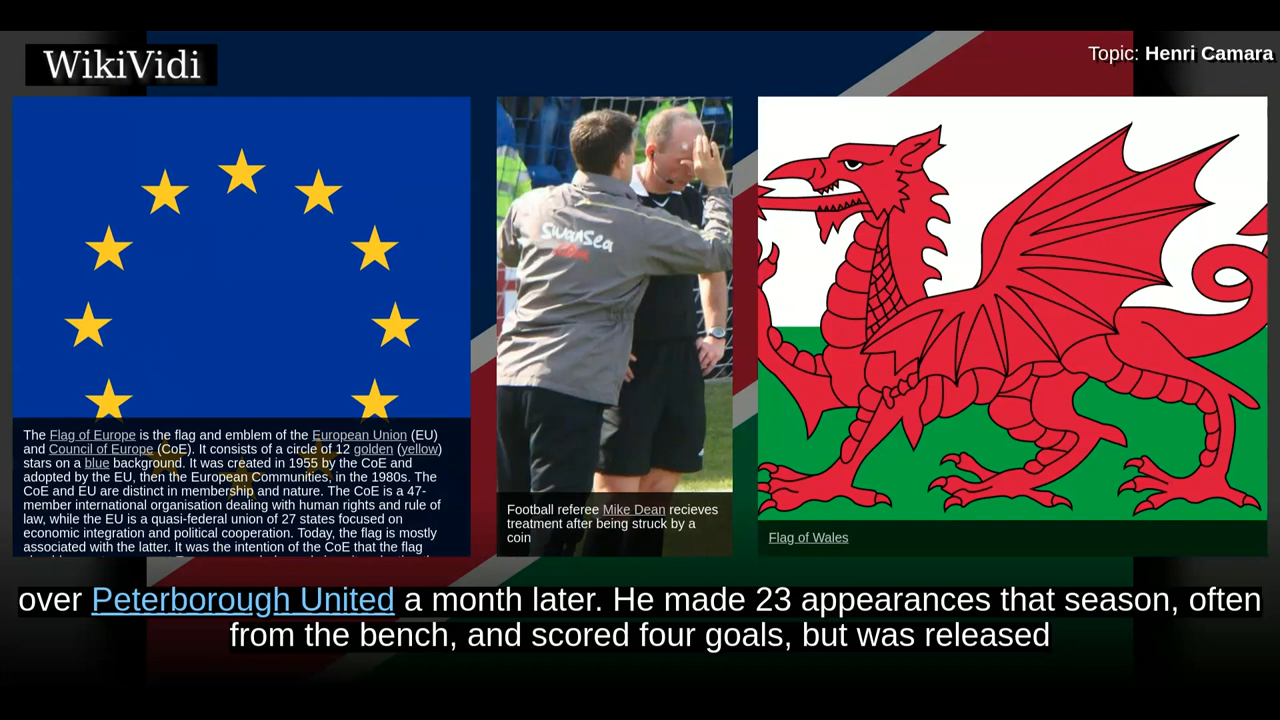 WikiVidi
Topic: Henri Camara
The Flag of Europe is the flag and emblem of the European Union (EU)
and Council of Europe (CoE). It consists of a circle of 12 golden (yellow)
stars on a blue background. It was created in 1955 by the CoE and
adopted by the EU, then the European Communities, in the 1980s. The
CoE and EU are distinct in membership and nature. The CoE is a 47-
member international organisation dealing with human rights and rule of
law, while the EU is a quasi-federal union of 27 states focused on
economic integration and political cooperation. Today, the flag is mostly
associated with the latter. It was the intention of the CoE that the flag
swansea
Football referee Mike Dean recieves
treatment after being struck by a
coin
Flag of Wales
over Peterborough United a month later. He made 23 appearances that season, often
from the bench, and scored four goals, but was released